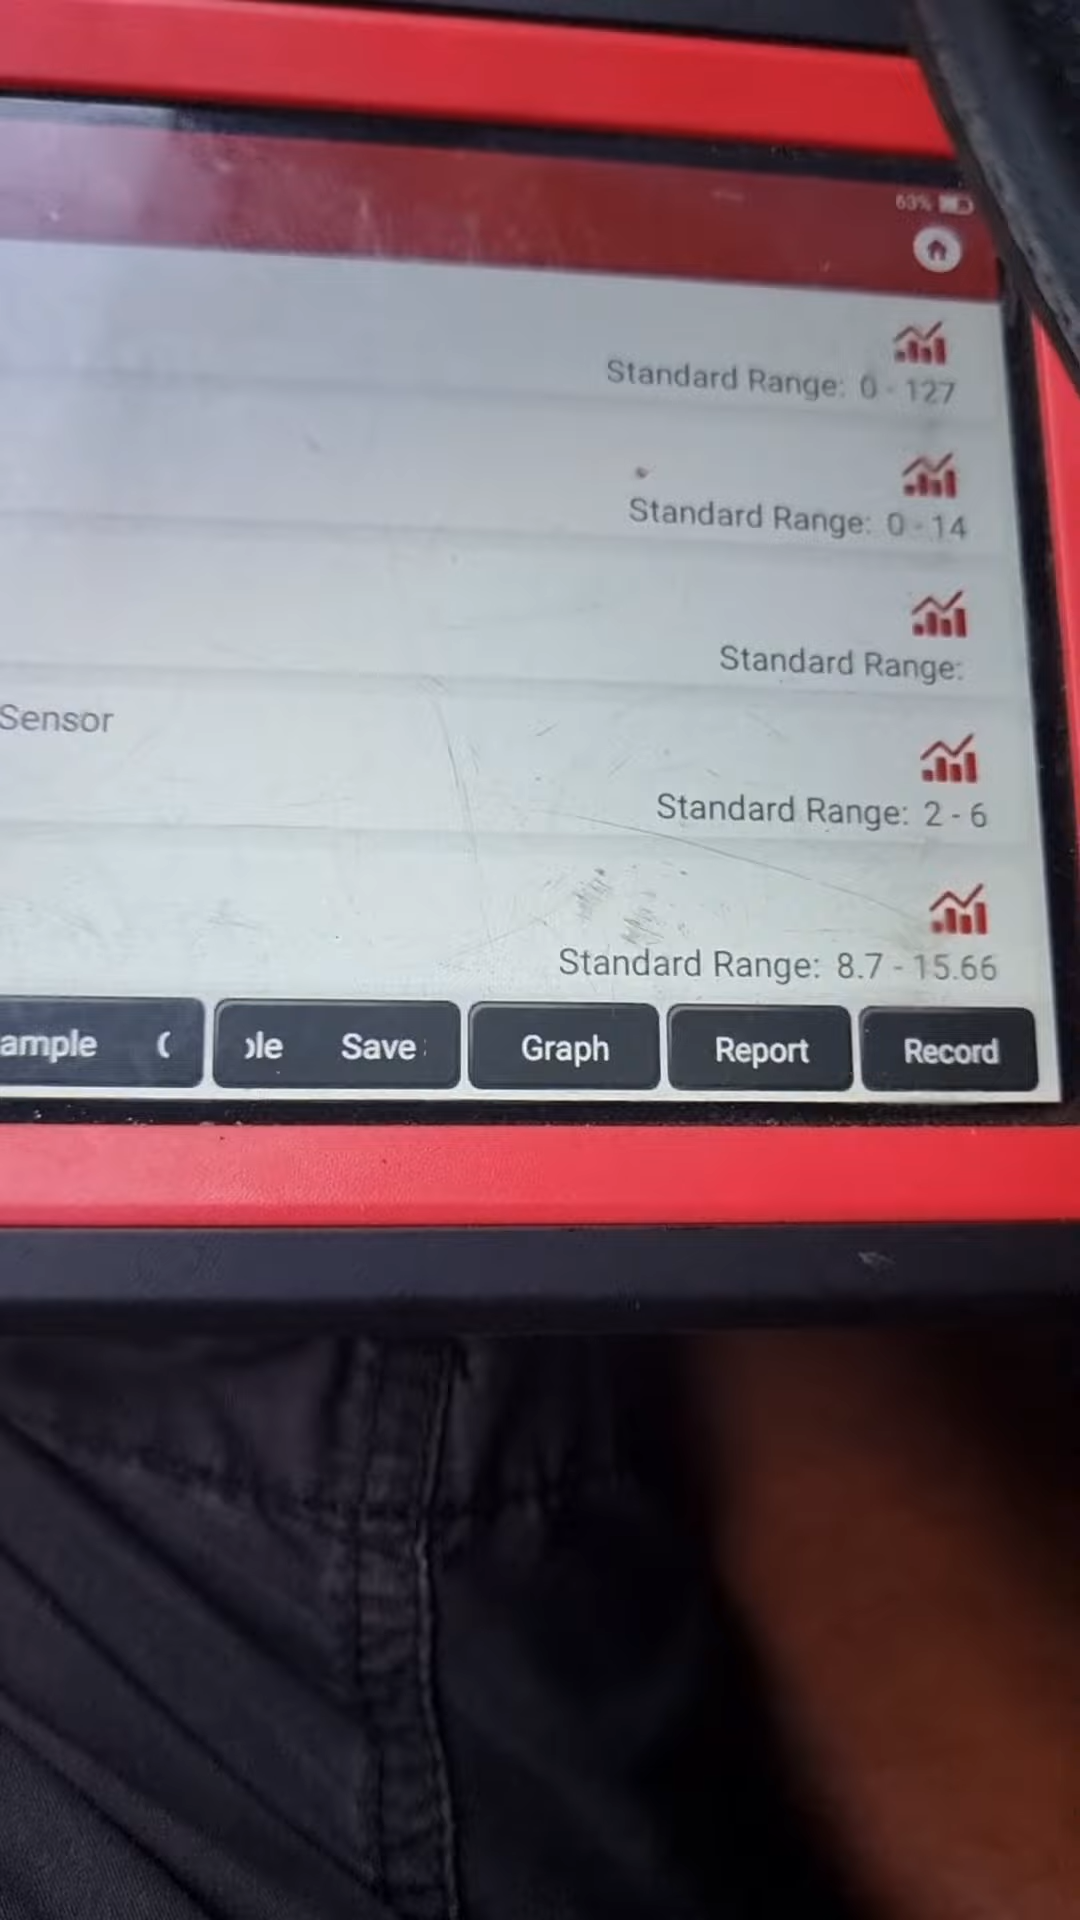 63%
Standard Range: 0 - 127
Standard Range: 0 - 14
Standard Range:
Sensor
Standard Range: 2 - 6
Standard Range: 8.7 - 15.66
ample
ole Save
Graph
Report
Record